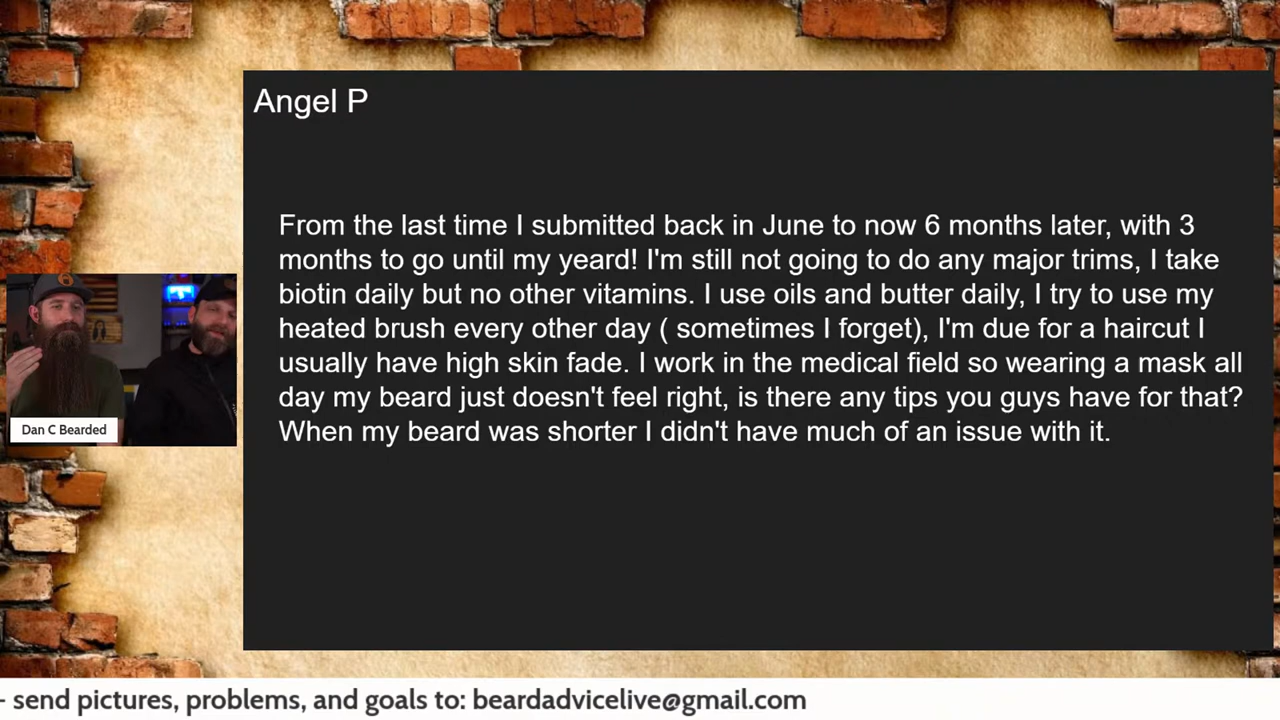 Angel P
From the last time I submitted back in June to now 6 months later, with 3
months to go until my yeard! I'm still not going to do any major trims, I take
biotin daily but no other vitamins. I use oils and butter daily, I try to use my
heated brush every other day ( sometimes I forget), I'm due for a haircut I
usually have high skin fade. I work in the medical field so wearing a mask all
day my beard just doesn't feel right, is there any tips you guys have for that?
When my beard was shorter I didn't have much of an issue with it.
Dan C Bearded
- send pictures, problems, and goals to: beardadvicelive@gmail.com